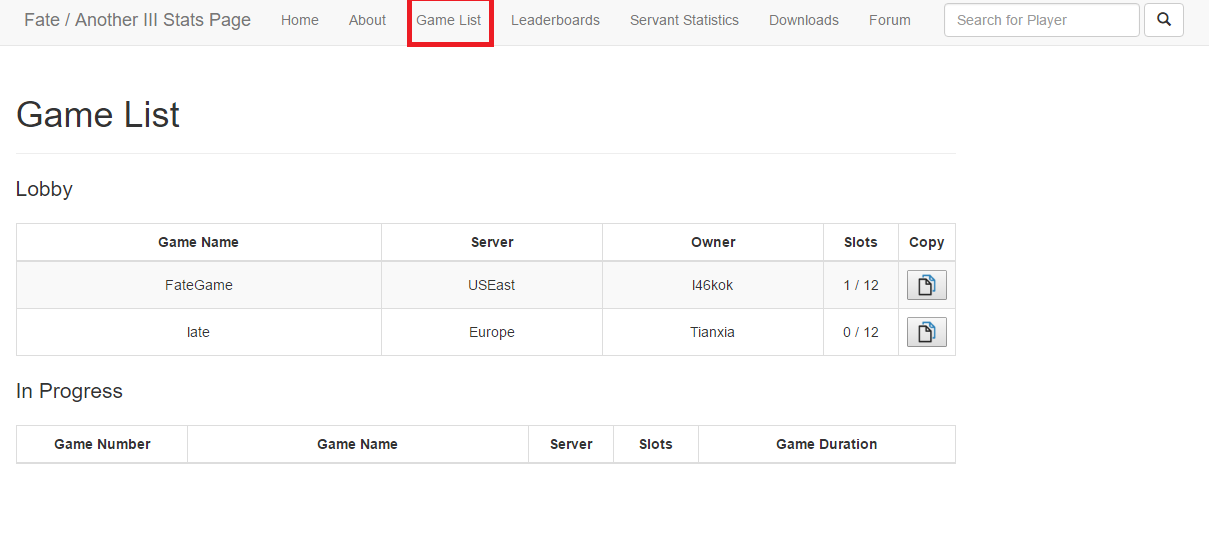 Fate / Another III Stats Page Home About Game List Leaderboards Servant Statistics Downloads Forum Search for Player
Game List
Lobby
Game Name Server Owner Slots Copy
FateGame USEast l46kok 1 / 12
late Europe Tianxia 0 / 12
In Progress
Game Number Game Name Server Slots Game Duration